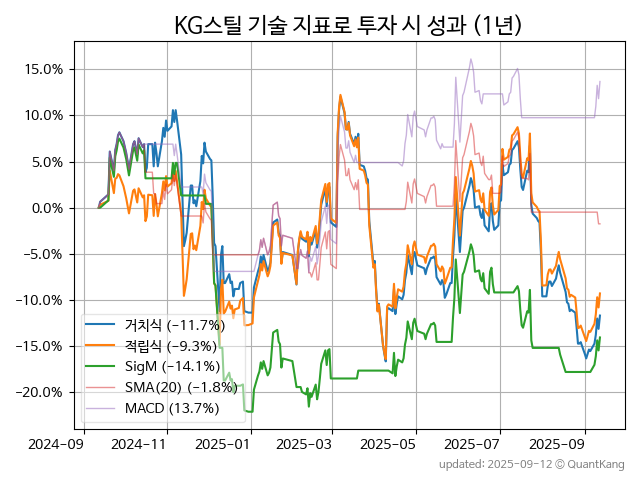 KG스틸 기술 지표로 투자 시 성과 (1년)
15.0%
10.0%
5.0%
0.0%
−5.0%
−10.0%
−15.0%
−20.0%
거치식 (−11.7%)
적립식 (−9.3%)
SigM (−14.1%)
SMA(20) (−1.8%)
MACD (13.7%)
2024-09
2024-11
2025-01
2025-03
2025-05
2025-07
2025-09
updated: 2025-09-12 © QuantKang